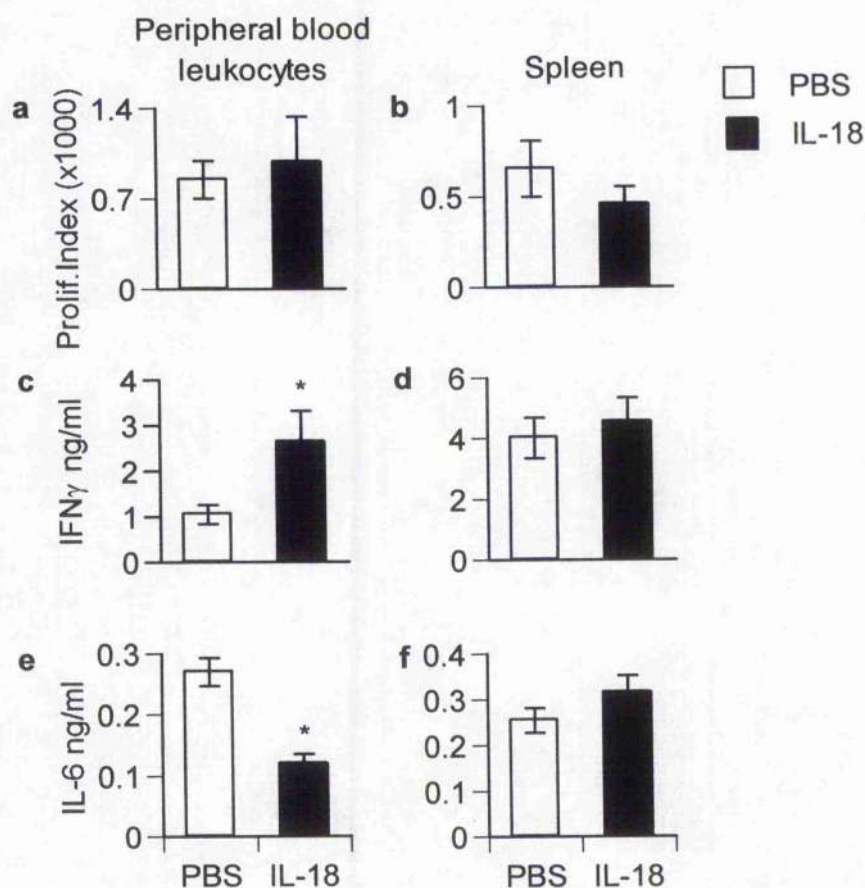 Peripheral blood
leukocytes
Spleen
PBS
IL-18
a
Prolif.Index (x1000)
1.4
0.7
0
b
1
0.5
0
c
IFNγ ng/ml
4
3
2
1
0
*
d
6
4
2
0
e
IL-6 ng/ml
0.3
0.2
0.1
0
*
PBS IL-18
f
0.4
0.3
0.2
0.1
0
PBS IL-18